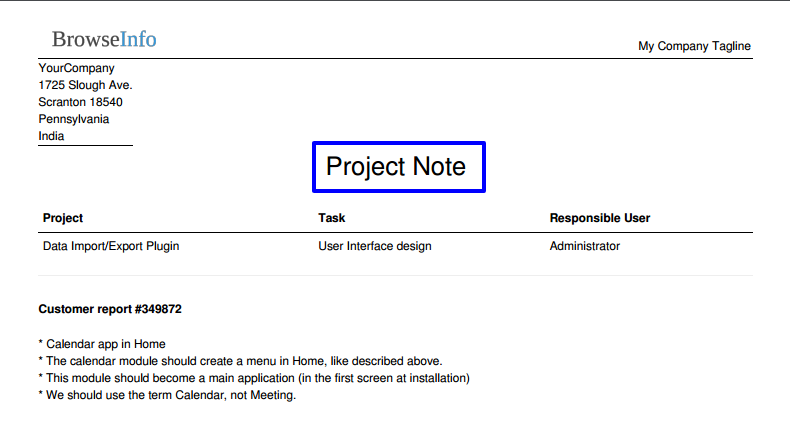 BrowseInfo
My Company Tagline
YourCompany
1725 Slough Ave.
Scranton 18540
Pennsylvania
India
Project Note
Project Task Responsible User
Data Import/Export Plugin User Interface design Administrator
Customer report #349872
* Calendar app in Home
* The calendar module should create a menu in Home, like described above.
* This module should become a main application (in the first screen at installation)
* We should use the term Calendar, not Meeting.